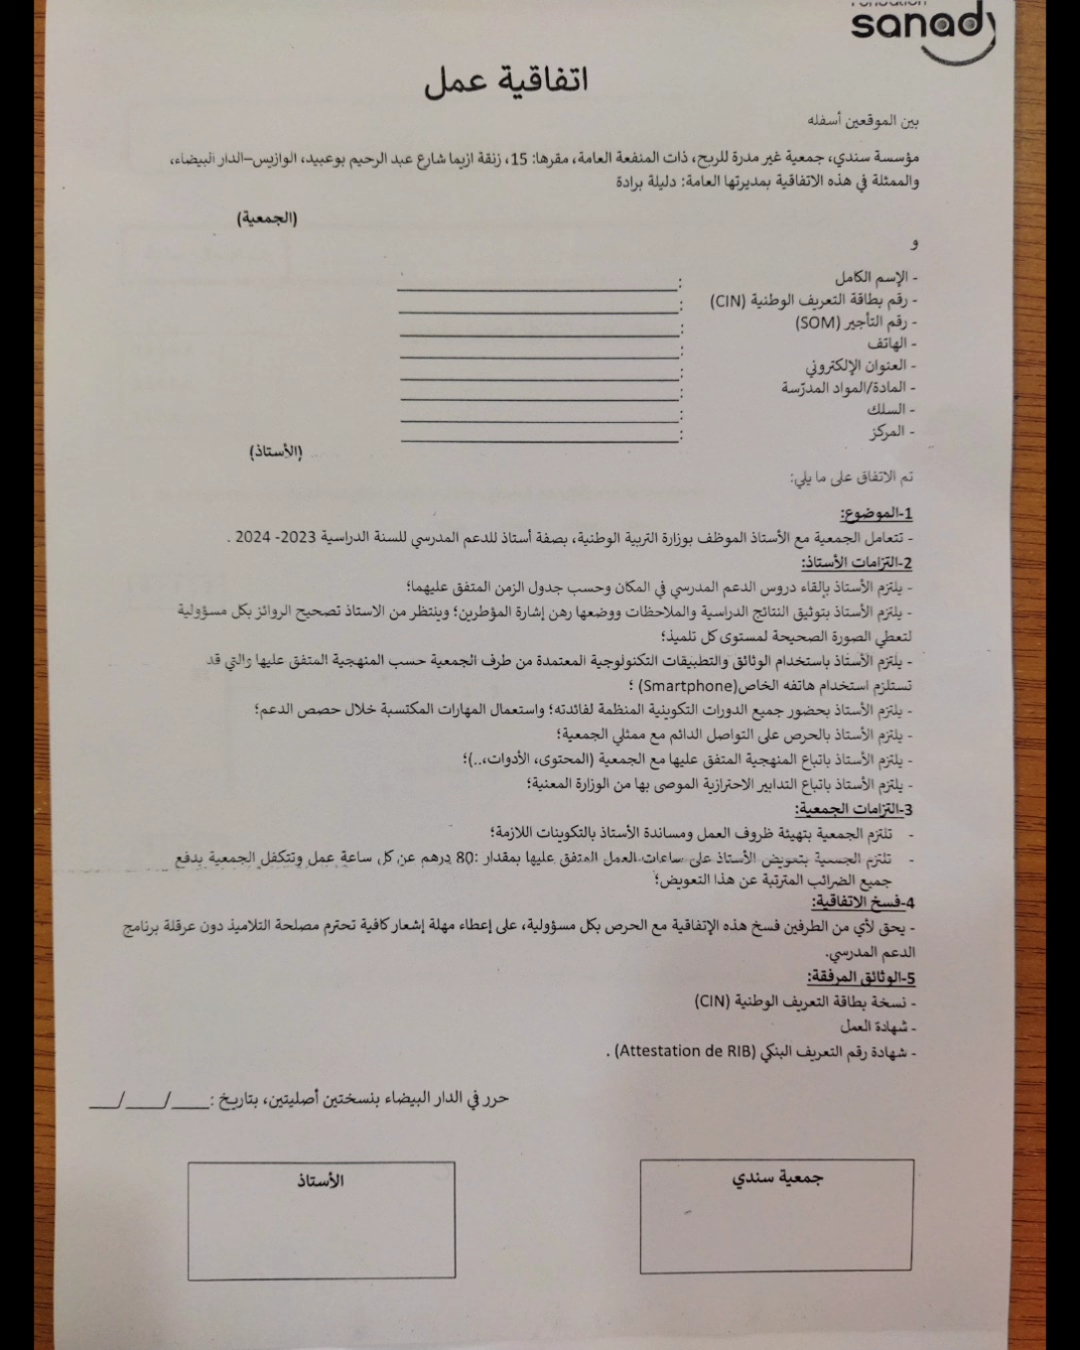 Fondation
sanady
اتفاقية عمل
بين الموقعين أسفله
مؤسسة سندي، جمعية غير مدرة للربح، ذات المنفعة العامة، مقرها: 15، زنقة ازيما شارع عبد الرحيم بوعبيد، الوازيس–الدار البيضاء،
والممثلة في هذه الاتفاقية بمديرتها العامة: دليلة برادة
(الجمعية)
و
- الإسم الكامل :
- رقم بطاقة التعريف الوطنية (CIN) :
- رقم التأجير (SOM) :
- الهاتف :
- العنوان الإلكتروني :
- المادة/المواد المدرّسة :
- السلك :
- المركز :
(الأستاذ)
تم الاتفاق على ما يلي:
1-الموضوع:
- تتعامل الجمعية مع الأستاذ الموظف بوزارة التربية الوطنية، بصفة أستاذ للدعم المدرسي للسنة الدراسية 2023- 2024 .
2-التزامات الأستاذ:
- يلتزم الأستاذ بإلقاء دروس الدعم المدرسي في المكان وحسب جدول الزمن المتفق عليهما؛
- يلتزم الأستاذ بتوثيق النتائج الدراسية والملاحظات ووضعها رهن إشارة المؤطرين؛ وينتظر من الاستاذ تصحيح الروائز بكل مسؤولية
لتعطي الصورة الصحيحة لمستوى كل تلميذ؛
- يلتزم الأستاذ باستخدام الوثائق والتطبيقات التكنولوجية المعتمدة من طرف الجمعية حسب المنهجية المتفق عليها والتي قد
تستلزم استخدام هاتفه الخاص(Smartphone) ؛
- يلتزم الأستاذ بحضور جميع الدورات التكوينية المنظمة لفائدته؛ واستعمال المهارات المكتسبة خلال حصص الدعم؛
- يلتزم الأستاذ بالحرص على التواصل الدائم مع ممثلي الجمعية؛
- يلتزم الأستاذ باتباع المنهجية المتفق عليها مع الجمعية (المحتوى، الأدوات،..)؛
- يلتزم الأستاذ باتباع التدابير الاحترازية الموصى بها من الوزارة المعنية؛
3-التزامات الجمعية:
- تلتزم الجمعية بتهيئة ظروف العمل ومساندة الأستاذ بالتكوينات اللازمة؛
- تلتزم الجمعية بتعويض الأستاذ على ساعات العمل المتفق عليها بمقدار :80 درهم عن كل ساعة عمل وتتكفل الجمعية بدفع
جميع الضرائب المترتبة عن هذا التعويض؛
4-فسخ الاتفاقية:
- يحق لأي من الطرفين فسخ هذه الإتفاقية مع الحرص بكل مسؤولية، على إعطاء مهلة إشعار كافية تحترم مصلحة التلاميذ دون عرقلة برنامج
الدعم المدرسي.
5-الوثائق المرفقة:
- نسخة بطاقة التعريف الوطنية (CIN)
- شهادة العمل
- شهادة رقم التعريف البنكي (Attestation de RIB) .
حرر في الدار البيضاء بنسختين أصليتين، بتاريخ :____/____/____
جمعية سندي
الأستاذ